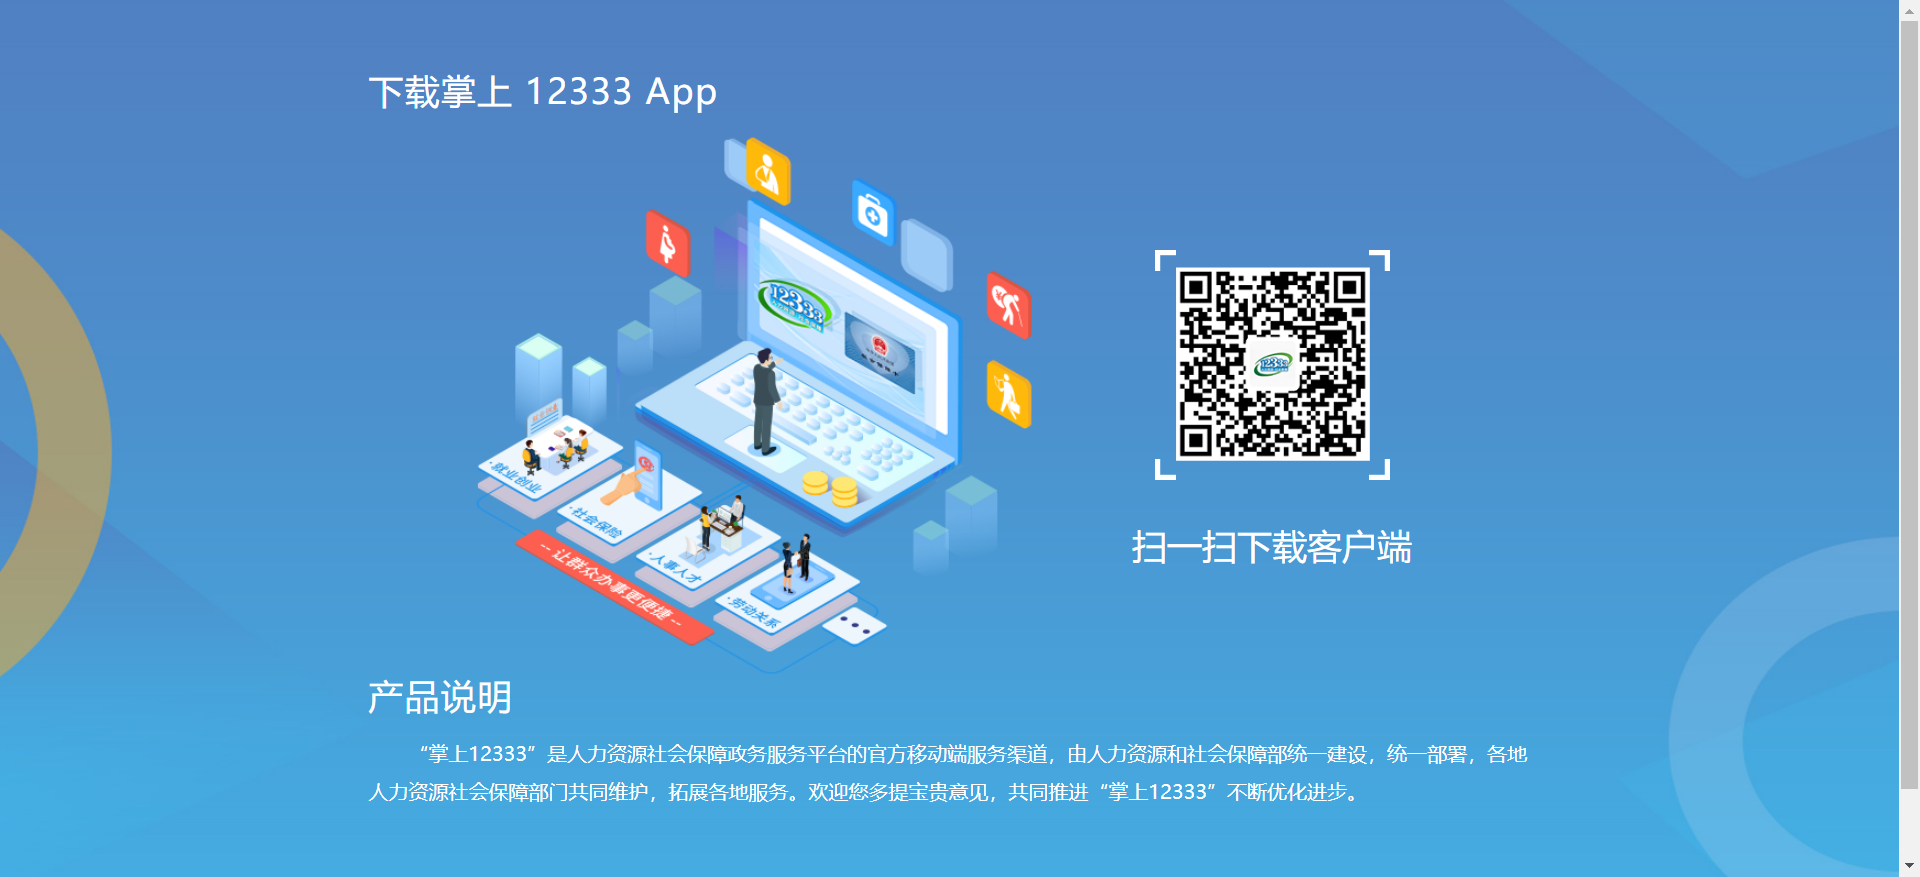 下载掌上 12333 App
12333
12333
·就业创业
·社会保险
·人事人才
·劳动关系
-- 让群众办事更便捷 --
扫一扫下载客户端
产品说明
“掌上12333”是人力资源社会保障政务服务平台的官方移动端服务渠道，由人力资源和社会保障部统一建设，统一部署，各地
人力资源社会保障部门共同维护，拓展各地服务。欢迎您多提宝贵意见，共同推进“掌上12333”不断优化进步。